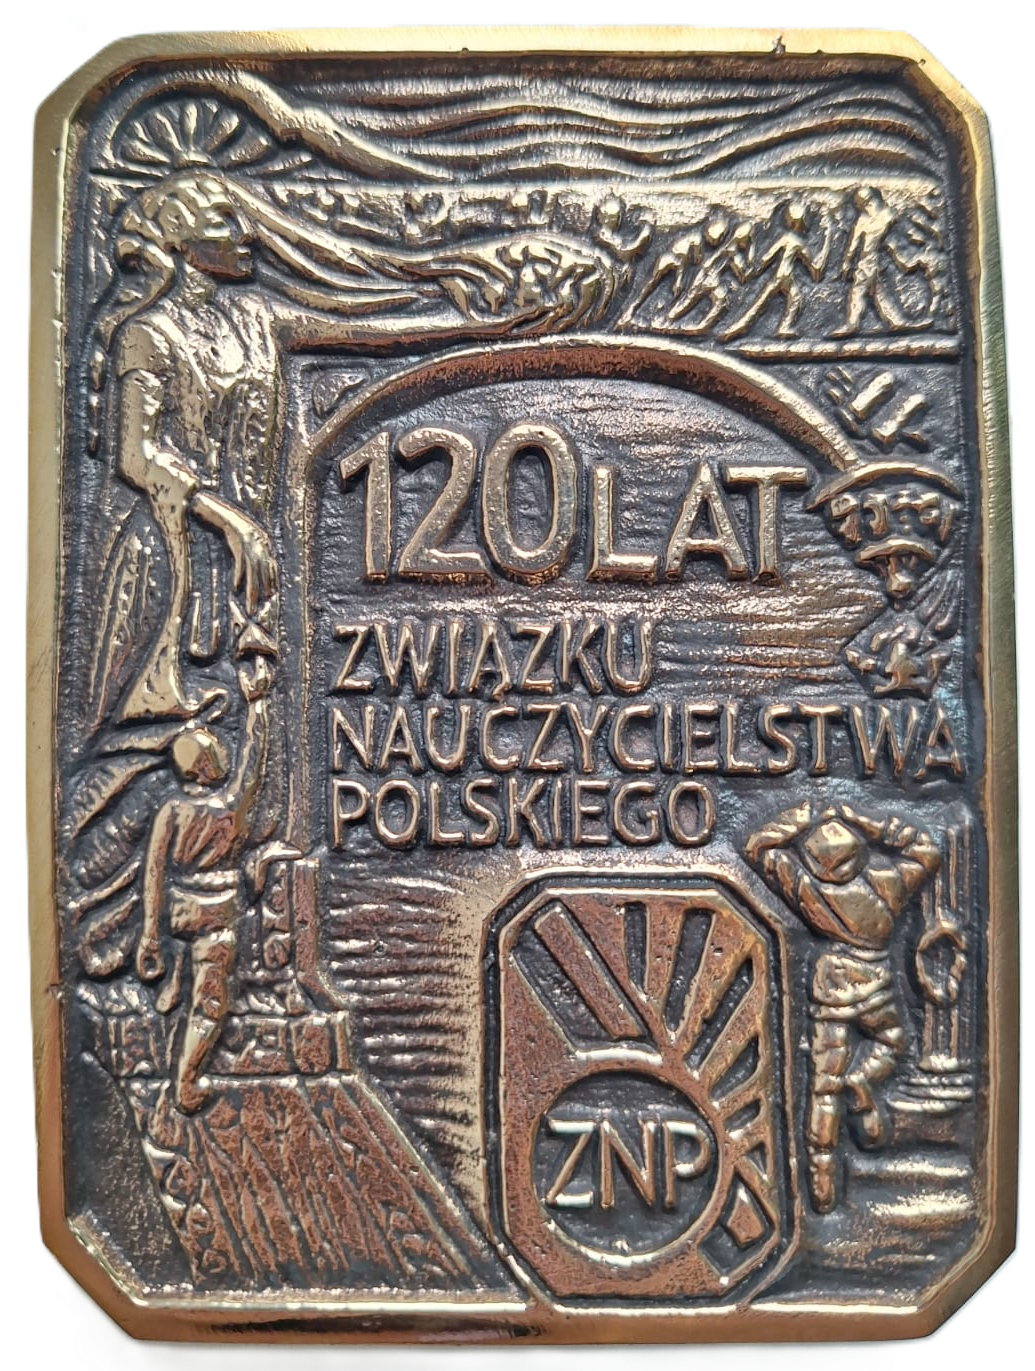 120 LAT
ZWIĄZKU
NAUCZYCIELSTWA
POLSKIEGO
ZNP